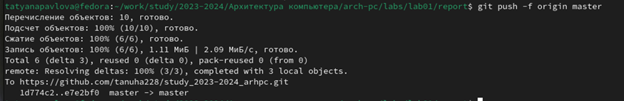 tatyanapavlova@fedora:~/work/study/2023-2024/Архитектура компьютера/arch-pc/labs/lab01/report$ git push -f origin master
Перечисление объектов: 10, готово.
Подсчет объектов: 100% (10/10), готово.
Сжатие объектов: 100% (6/6), готово.
Запись объектов: 100% (6/6), 1.11 МиБ | 2.09 МиБ/с, готово.
Total 6 (delta 3), reused 0 (delta 0), pack-reused 0 (from 0)
remote: Resolving deltas: 100% (3/3), completed with 3 local objects.
To https://github.com/tanuha228/study_2023-2024_arhpc.git
1d774c2..e7e2bf0  master -> master